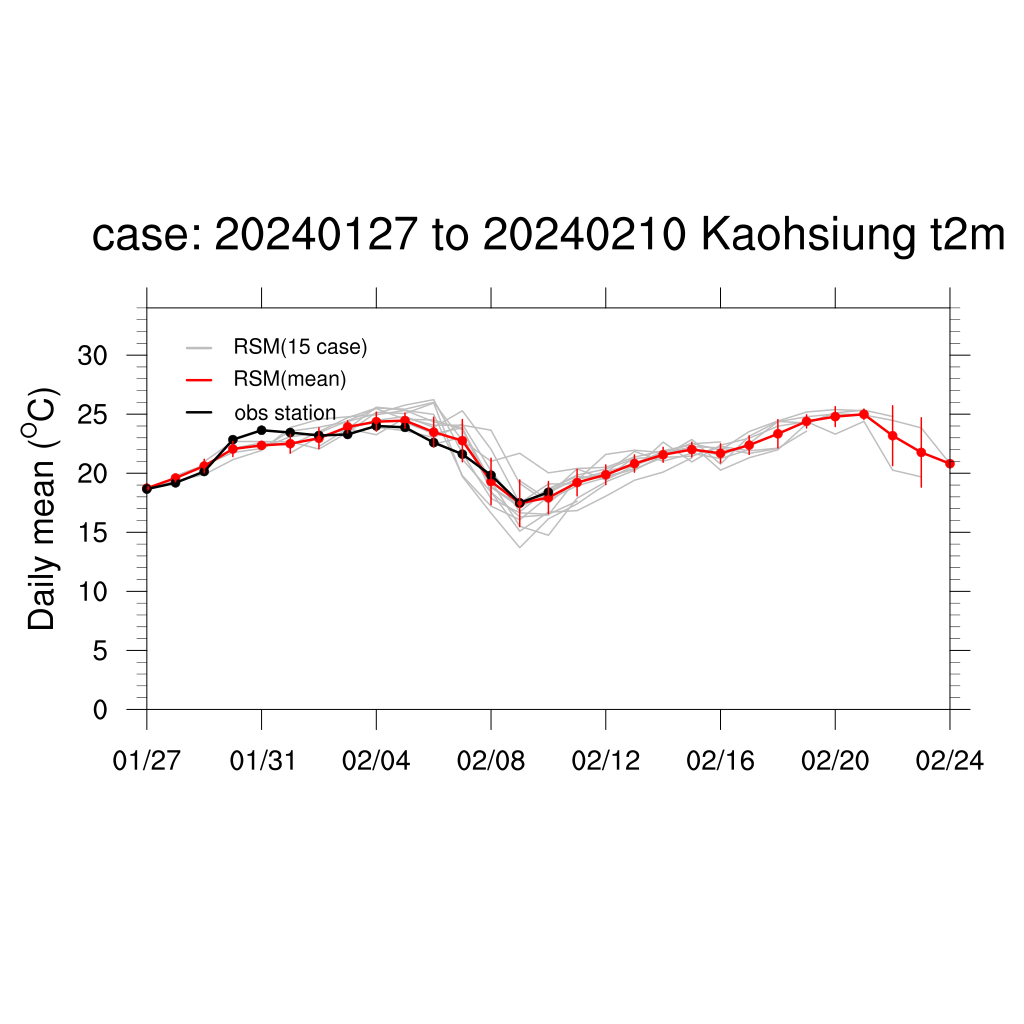 case: 20240127 to 20240210 Kaohsiung t2m
RSM(15 case)
RSM(mean)
obs station
Daily mean (°C)
30
25
20
15
10
5
0
01/27 01/31 02/04 02/08 02/12 02/16 02/20 02/24